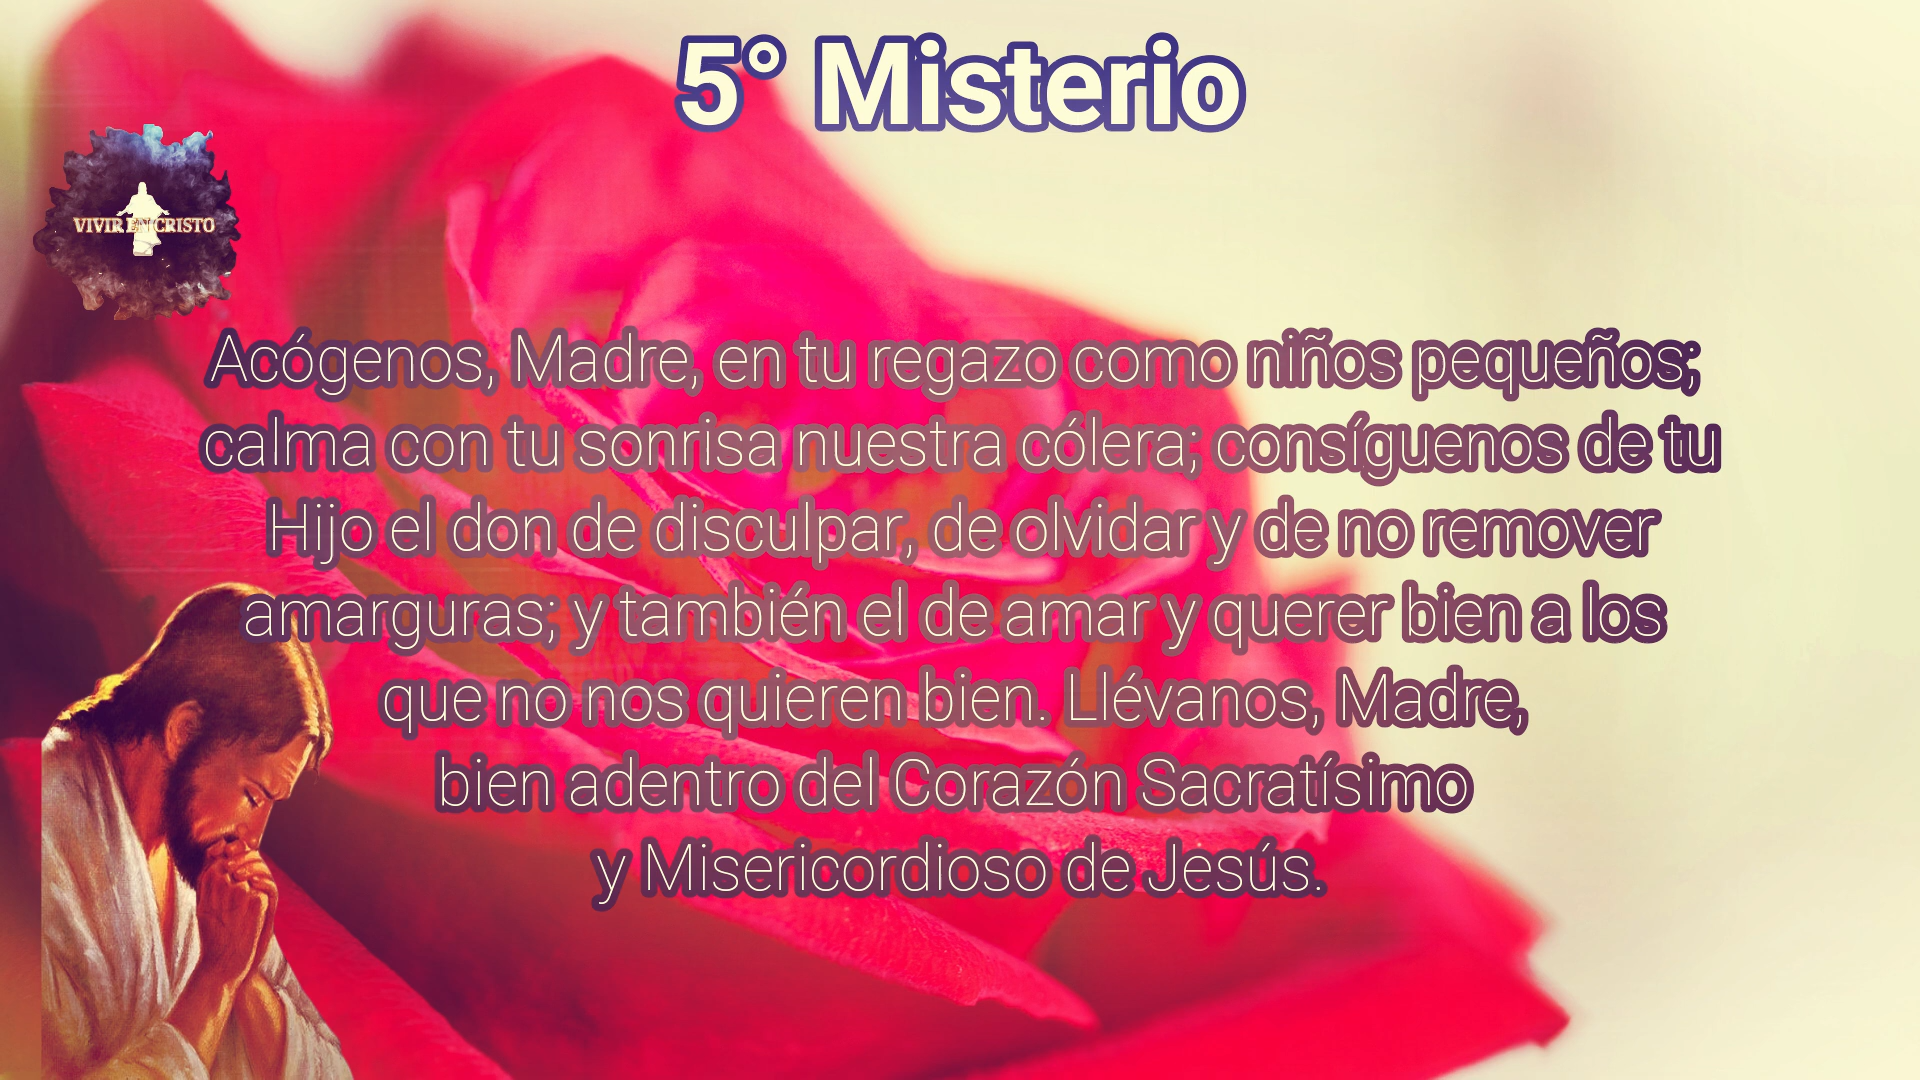 5° Misterio
VIVIR EN CRISTO
Acógenos, Madre, en tu regazo como niños pequeños;
calma con tu sonrisa nuestra cólera; consíguenos de tu
Hijo el don de disculpar, de olvidar y de no remover
amarguras; y también el de amar y querer bien a los
que no nos quieren bien. Llévanos, Madre,
bien adentro del Corazón Sacratísimo
y Misericordioso de Jesús.